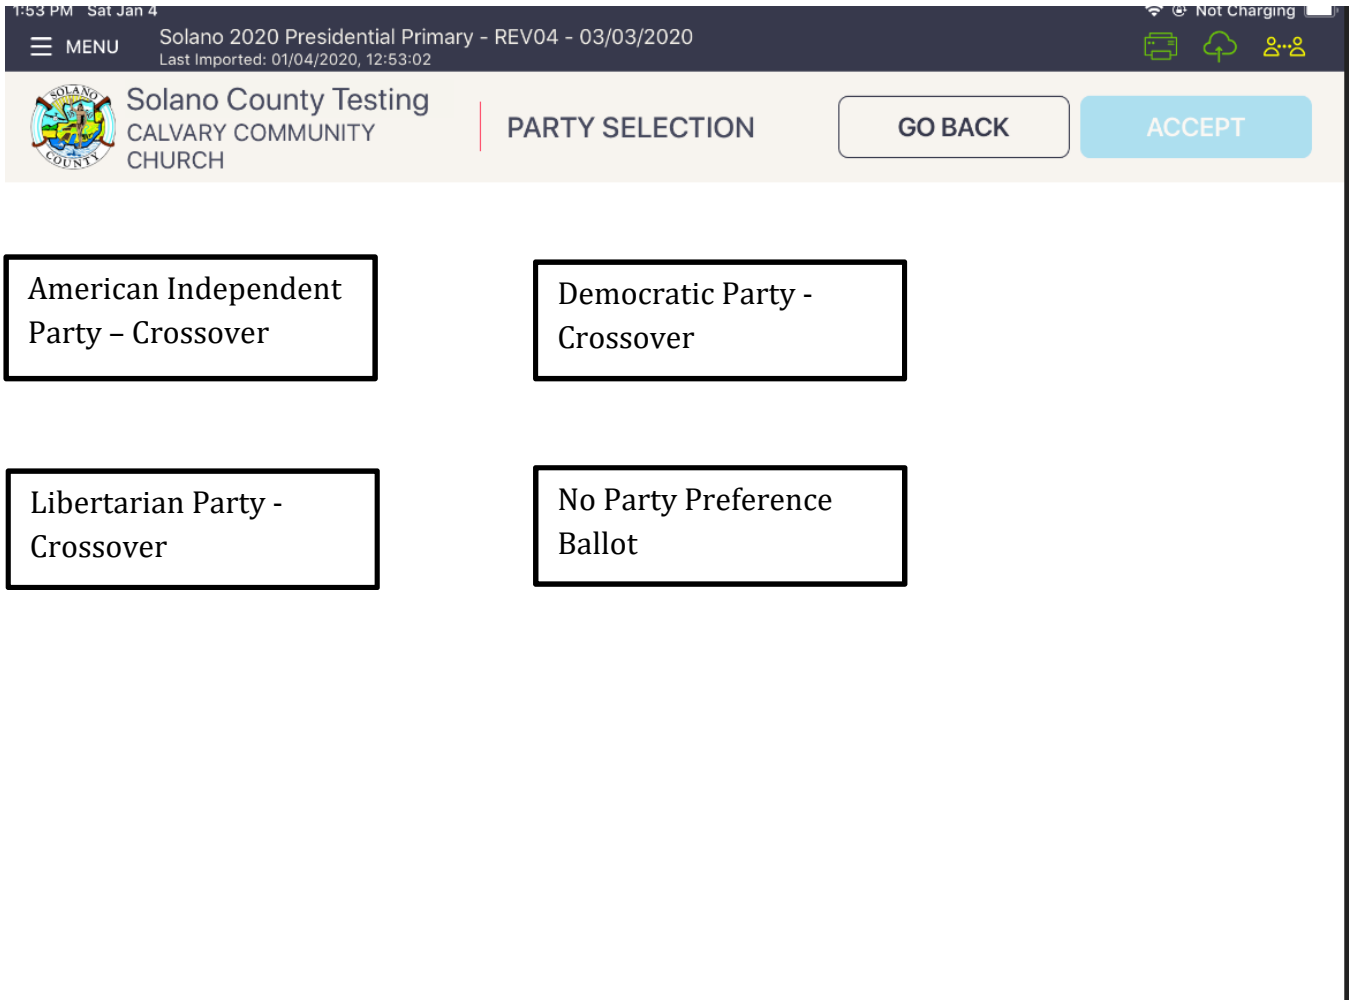 1:53 PM Sat Jan 4
Not Charging
MENU
Solano 2020 Presidential Primary - REV04 - 03/03/2020
Last Imported: 01/04/2020, 12:53:02
SOLANO
COUNTY
Solano County Testing
CALVARY COMMUNITY
CHURCH
PARTY SELECTION
GO BACK
ACCEPT
American Independent
Party – Crossover
Democratic Party -
Crossover
Libertarian Party -
Crossover
No Party Preference
Ballot